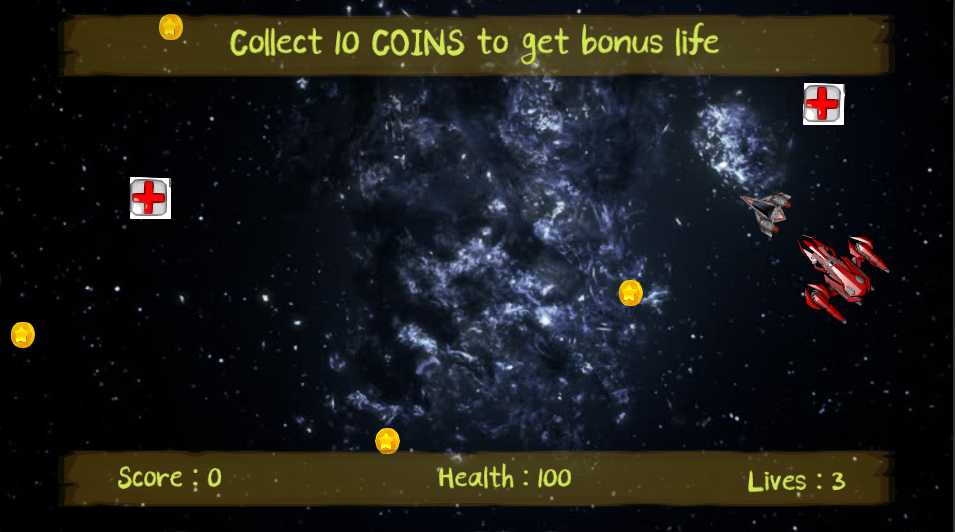 Collect 10 COINS to get bonus life
Score : 0
Health : 100
Lives : 3